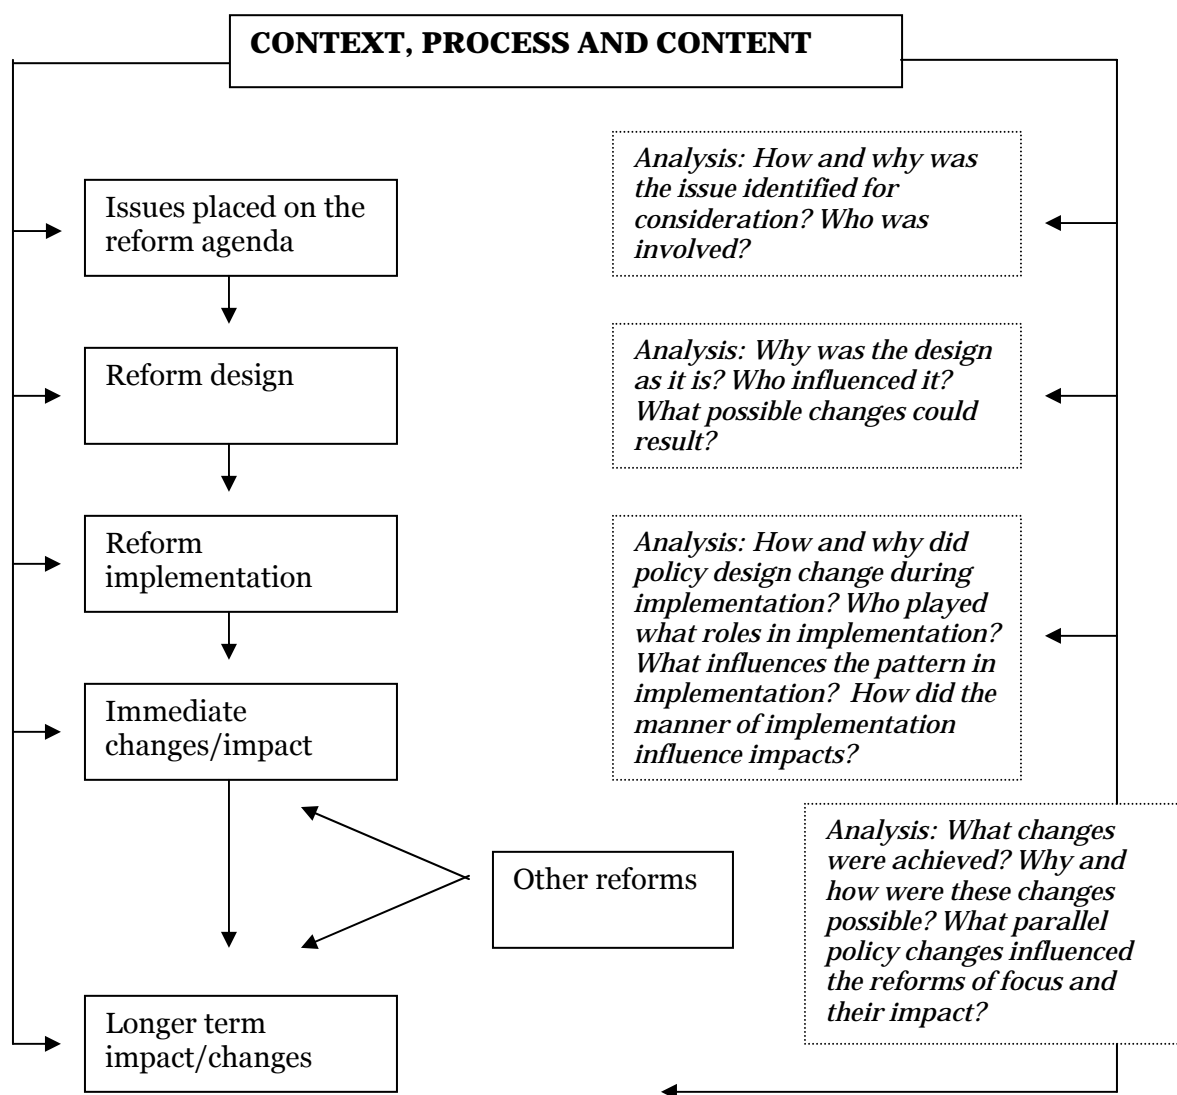 CONTEXT, PROCESS AND CONTENT
Issues placed on the
reform agenda
Analysis: How and why was
the issue identified for
consideration? Who was
involved?
Reform design
Analysis: Why was the design
as it is? Who influenced it?
What possible changes could
result?
Reform
implementation
Analysis: How and why did
policy design change during
implementation? Who played
what roles in implementation?
What influences the pattern in
implementation?  How did the
manner of implementation
influence impacts?
Immediate
changes/impact
Other reforms
Analysis: What changes
were achieved? Why and
how were these changes
possible? What parallel
policy changes influenced
the reforms of focus and
their impact?
Longer term
impact/changes